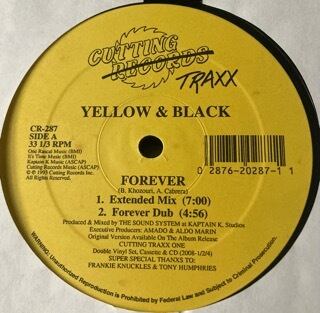 CUTTING
RECORDS
TRAXX
YELLOW & BLACK
CR-287
SIDE A
33 1/3 RPM
One Rascal Music (BMI)
It's Time Music (BMI)
Kaptain K Music (ASCAP)
Cutting Music (ASCAP)
© 1995 Cutting Records Inc.
All Rights Reserved.
0 2876-20287-1 1
FOREVER
(B. Khozouri, A. Cabrera)
1. Extended Mix (7:00)
2. Forever Dub (4:56)
Produced & Mixed by THE SOUND SYSTEM at KAPTAIN K. Studios
Executive Producers: AMADO & ALDO MARIN
Original Version Available On The Album Release
CUTTING TRAXX ONE
Double Vinyl Set, Cassette & CD (2008-1/2/4)
SUPER SPECIAL THANXS TO:
FRANKIE KNUCKLES & TONY HUMPHRIES
WARNING: Unauthorized Reproduction is Prohibited by Federal Law and Subject to Criminal Prosecution.